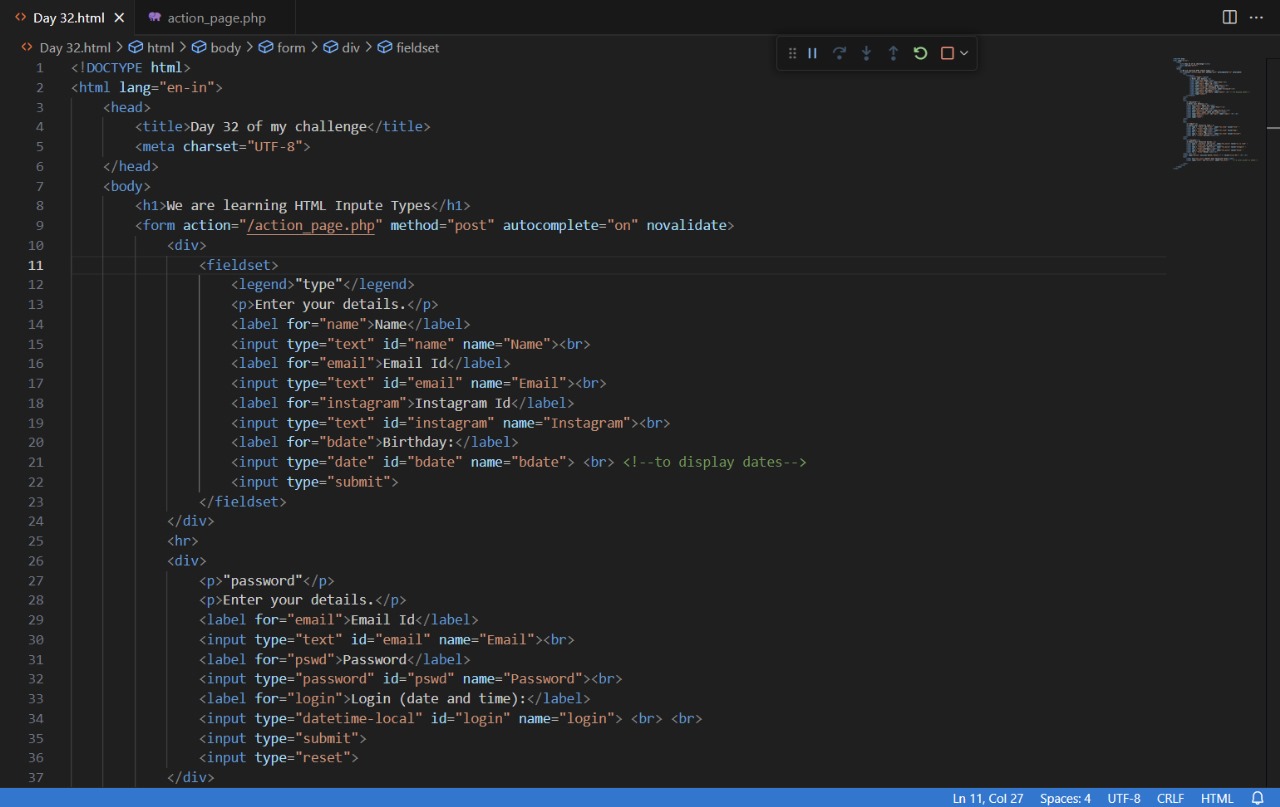 Day 32.html
action_page.php
Day 32.html > html > body > form > div > fieldset
1 <!DOCTYPE html>
2 <html lang="en-in">
3 <head>
4 <title>Day 32 of my challenge</title>
5 <meta charset="UTF-8">
6 </head>
7 <body>
8 <h1>We are learning HTML Inpute Types</h1>
9 <form action="/action_page.php" method="post" autocomplete="on" novalidate>
10 <div>
11 <fieldset>
12 <legend>"type"</legend>
13 <p>Enter your details.</p>
14 <label for="name">Name</label>
15 <input type="text" id="name" name="Name"><br>
16 <label for="email">Email Id</label>
17 <input type="text" id="email" name="Email"><br>
18 <label for="instagram">Instagram Id</label>
19 <input type="text" id="instagram" name="Instagram"><br>
20 <label for="bdate">Birthday:</label>
21 <input type="date" id="bdate" name="bdate"> <br> <!--to display dates-->
22 <input type="submit">
23 </fieldset>
24 </div>
25 <hr>
26 <div>
27 <p>"password"</p>
28 <p>Enter your details.</p>
29 <label for="email">Email Id</label>
30 <input type="text" id="email" name="Email"><br>
31 <label for="pswd">Password</label>
32 <input type="password" id="pswd" name="Password"><br>
33 <label for="login">Login (date and time):</label>
34 <input type="datetime-local" id="login" name="login"> <br> <br>
35 <input type="submit">
36 <input type="reset">
37 </div>
Ln 11, Col 27 Spaces: 4 UTF-8 CRLF HTML